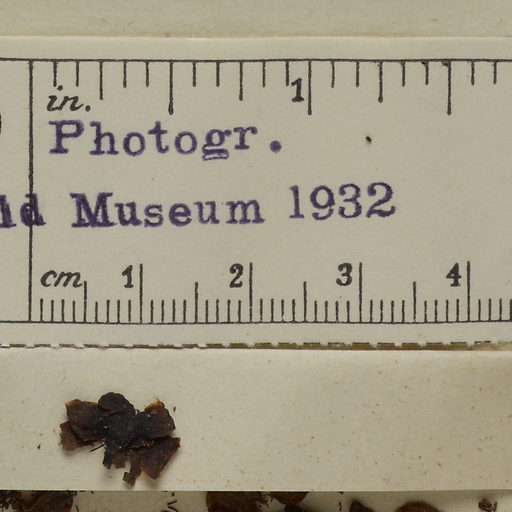 in. 1
Photogr.
Museum 1932
cm 1 2 3 4